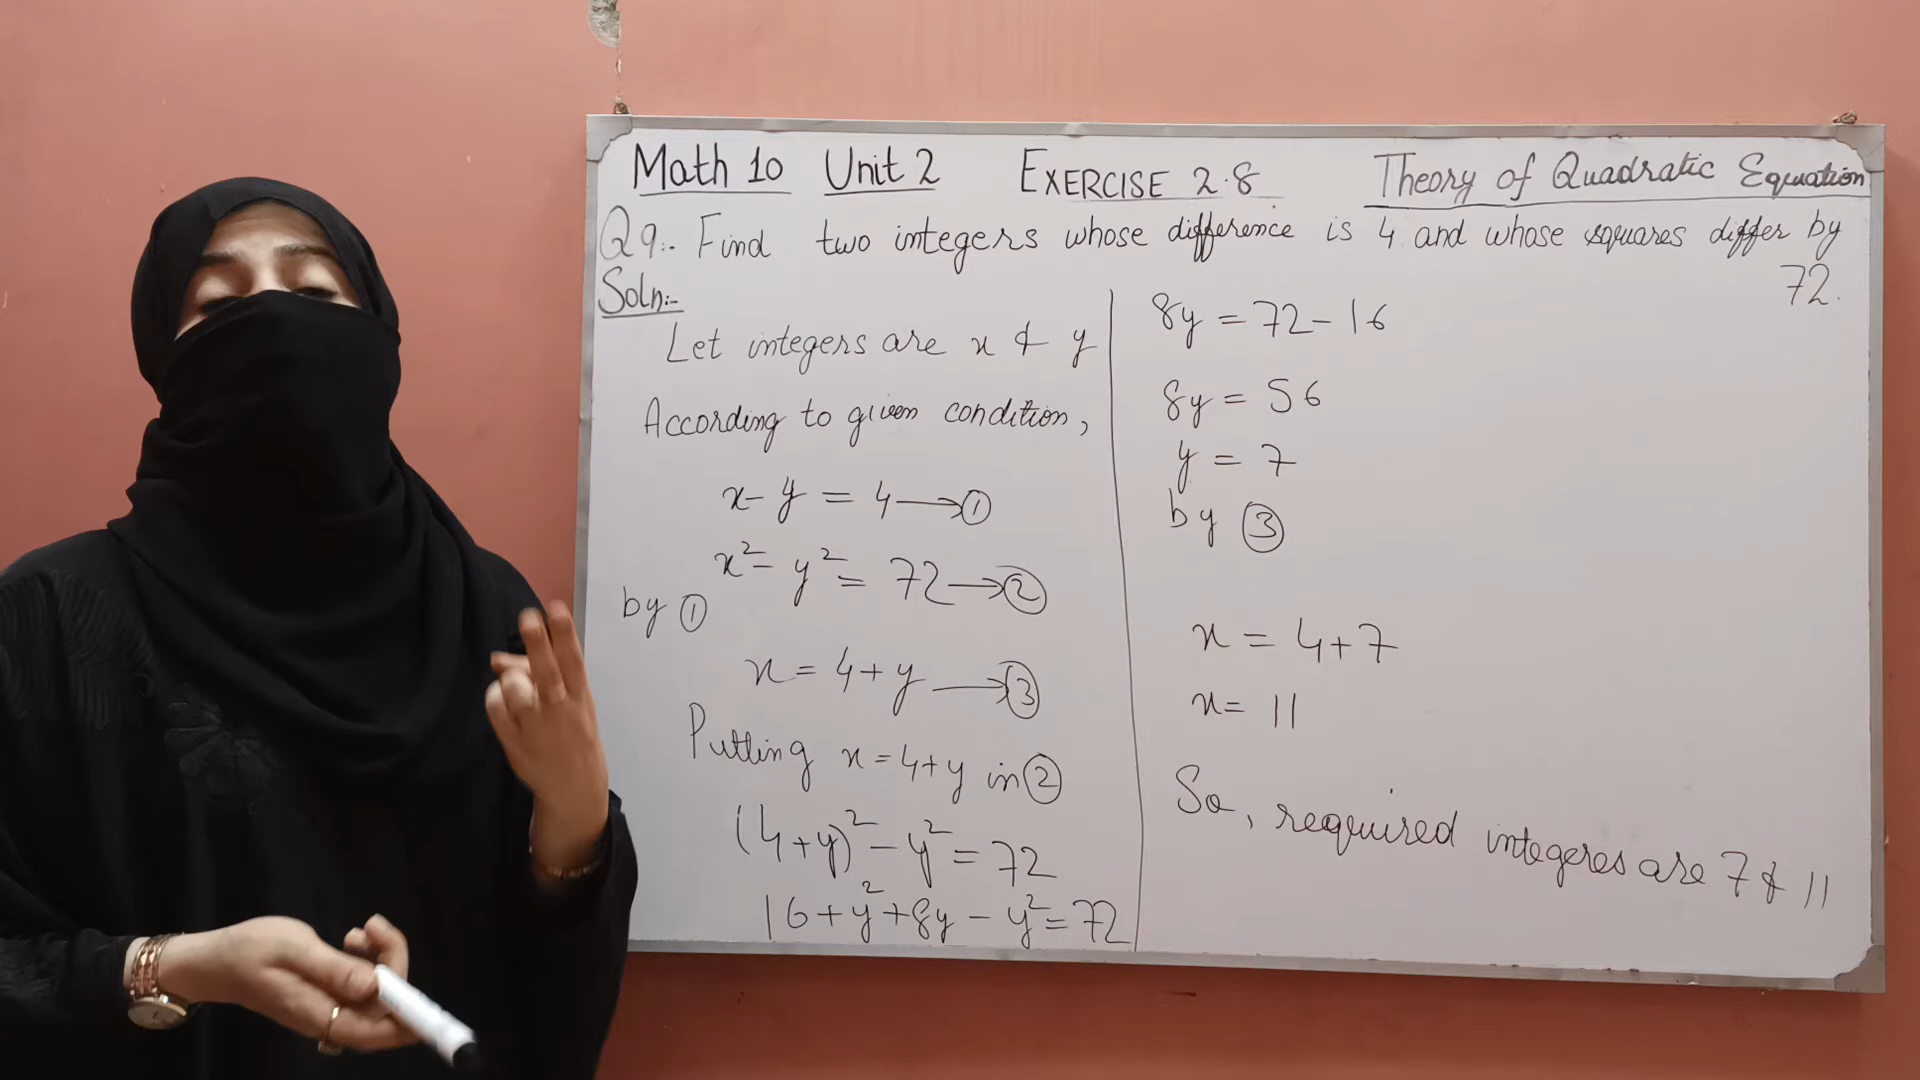 Math 10 Unit 2 EXERCISE 2.8 Theory of Quadratic Equation
Q9:- Find two integers whose difference is 4 and whose squares differ by
72.
Soln:-
Let integers are x & y
According to given condition,
x - y = 4 → ①
x² - y² = 72 → ②
by ①
x = 4 + y → ③
Putting x = 4 + y in ②
(4 + y)² - y² = 72
16 + y² + 8y - y² = 72
8y = 72 - 16
8y = 56
y = 7
by ③
x = 4 + 7
x = 11
So, required integeres are 7 & 11